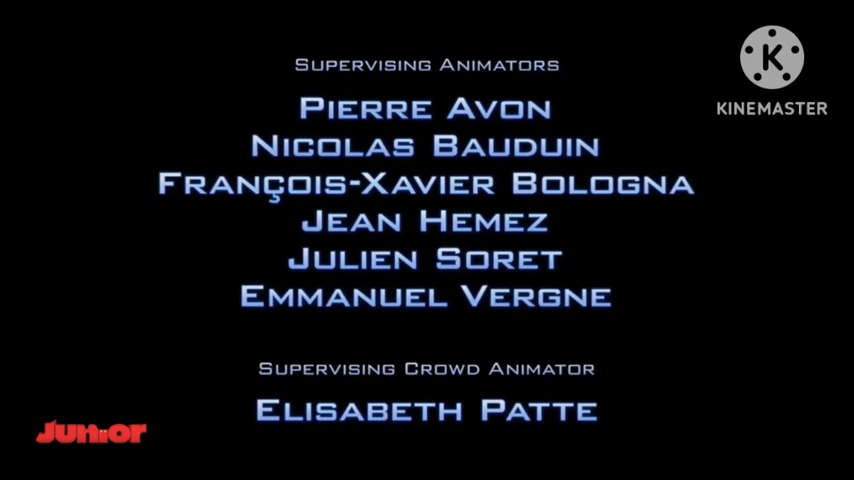 Supervising Animators
Pierre Avon
Nicolas Bauduin
François-Xavier Bologna
Jean Hemez
Julien Soret
Emmanuel Vergne
Supervising Crowd Animator
Elisabeth Patte
K
KINEMASTER
Junior